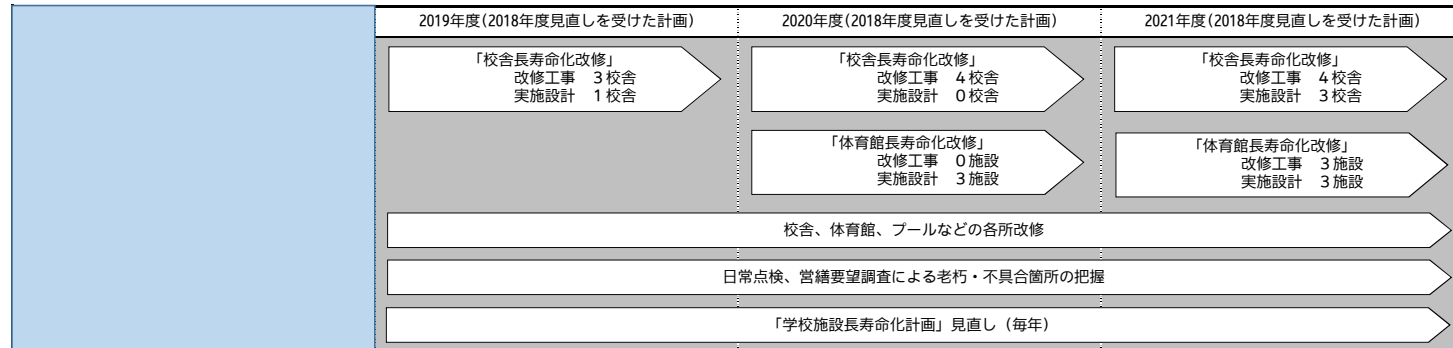 2019年度(2018年度見直しを受けた計画)
2020年度(2018年度見直しを受けた計画)
2021年度(2018年度見直しを受けた計画)
「校舎長寿命化改修」
改修工事　3校舎
実施設計　1校舎
「校舎長寿命化改修」
改修工事　4校舎
実施設計　0校舎
「校舎長寿命化改修」
改修工事　4校舎
実施設計　3校舎
「体育館長寿命化改修」
改修工事　0施設
実施設計　3施設
「体育館長寿命化改修」
改修工事　3施設
実施設計　3施設
校舎、体育館、プールなどの各所改修
日常点検、営繕要望調査による老朽・不具合箇所の把握
「学校施設長寿命化計画」見直し（毎年）